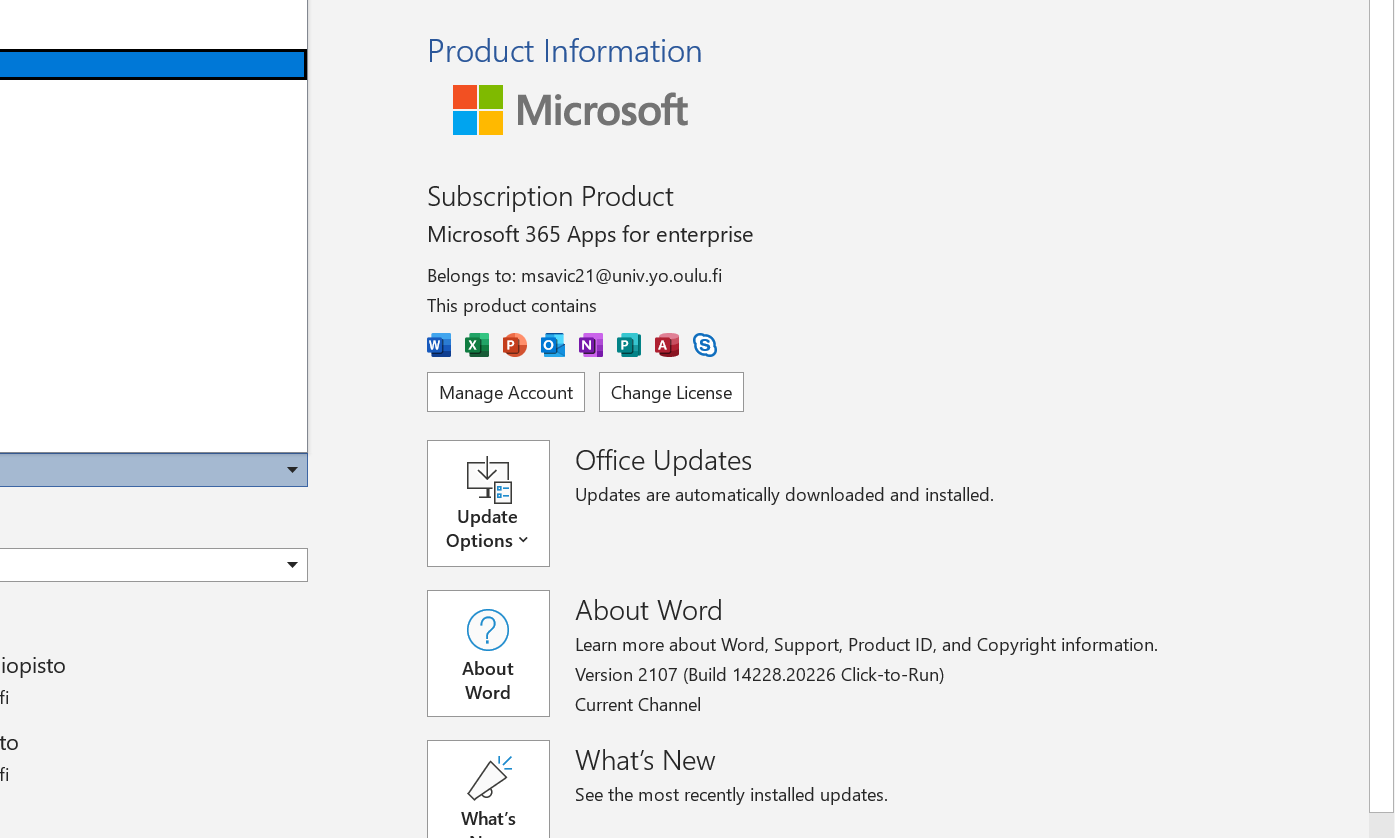 Product Information
Microsoft
Subscription Product
Microsoft 365 Apps for enterprise
Belongs to: msavic21@univ.yo.oulu.fi
This product contains
W X P O N P A S
Manage Account Change License
Update
Options
Office Updates
Updates are automatically downloaded and installed.
About
Word
About Word
Learn more about Word, Support, Product ID, and Copyright information.
Version 2107 (Build 14228.20226 Click-to-Run)
Current Channel
What's
What's New
See the most recently installed updates.
iopisto
fi
to
fi